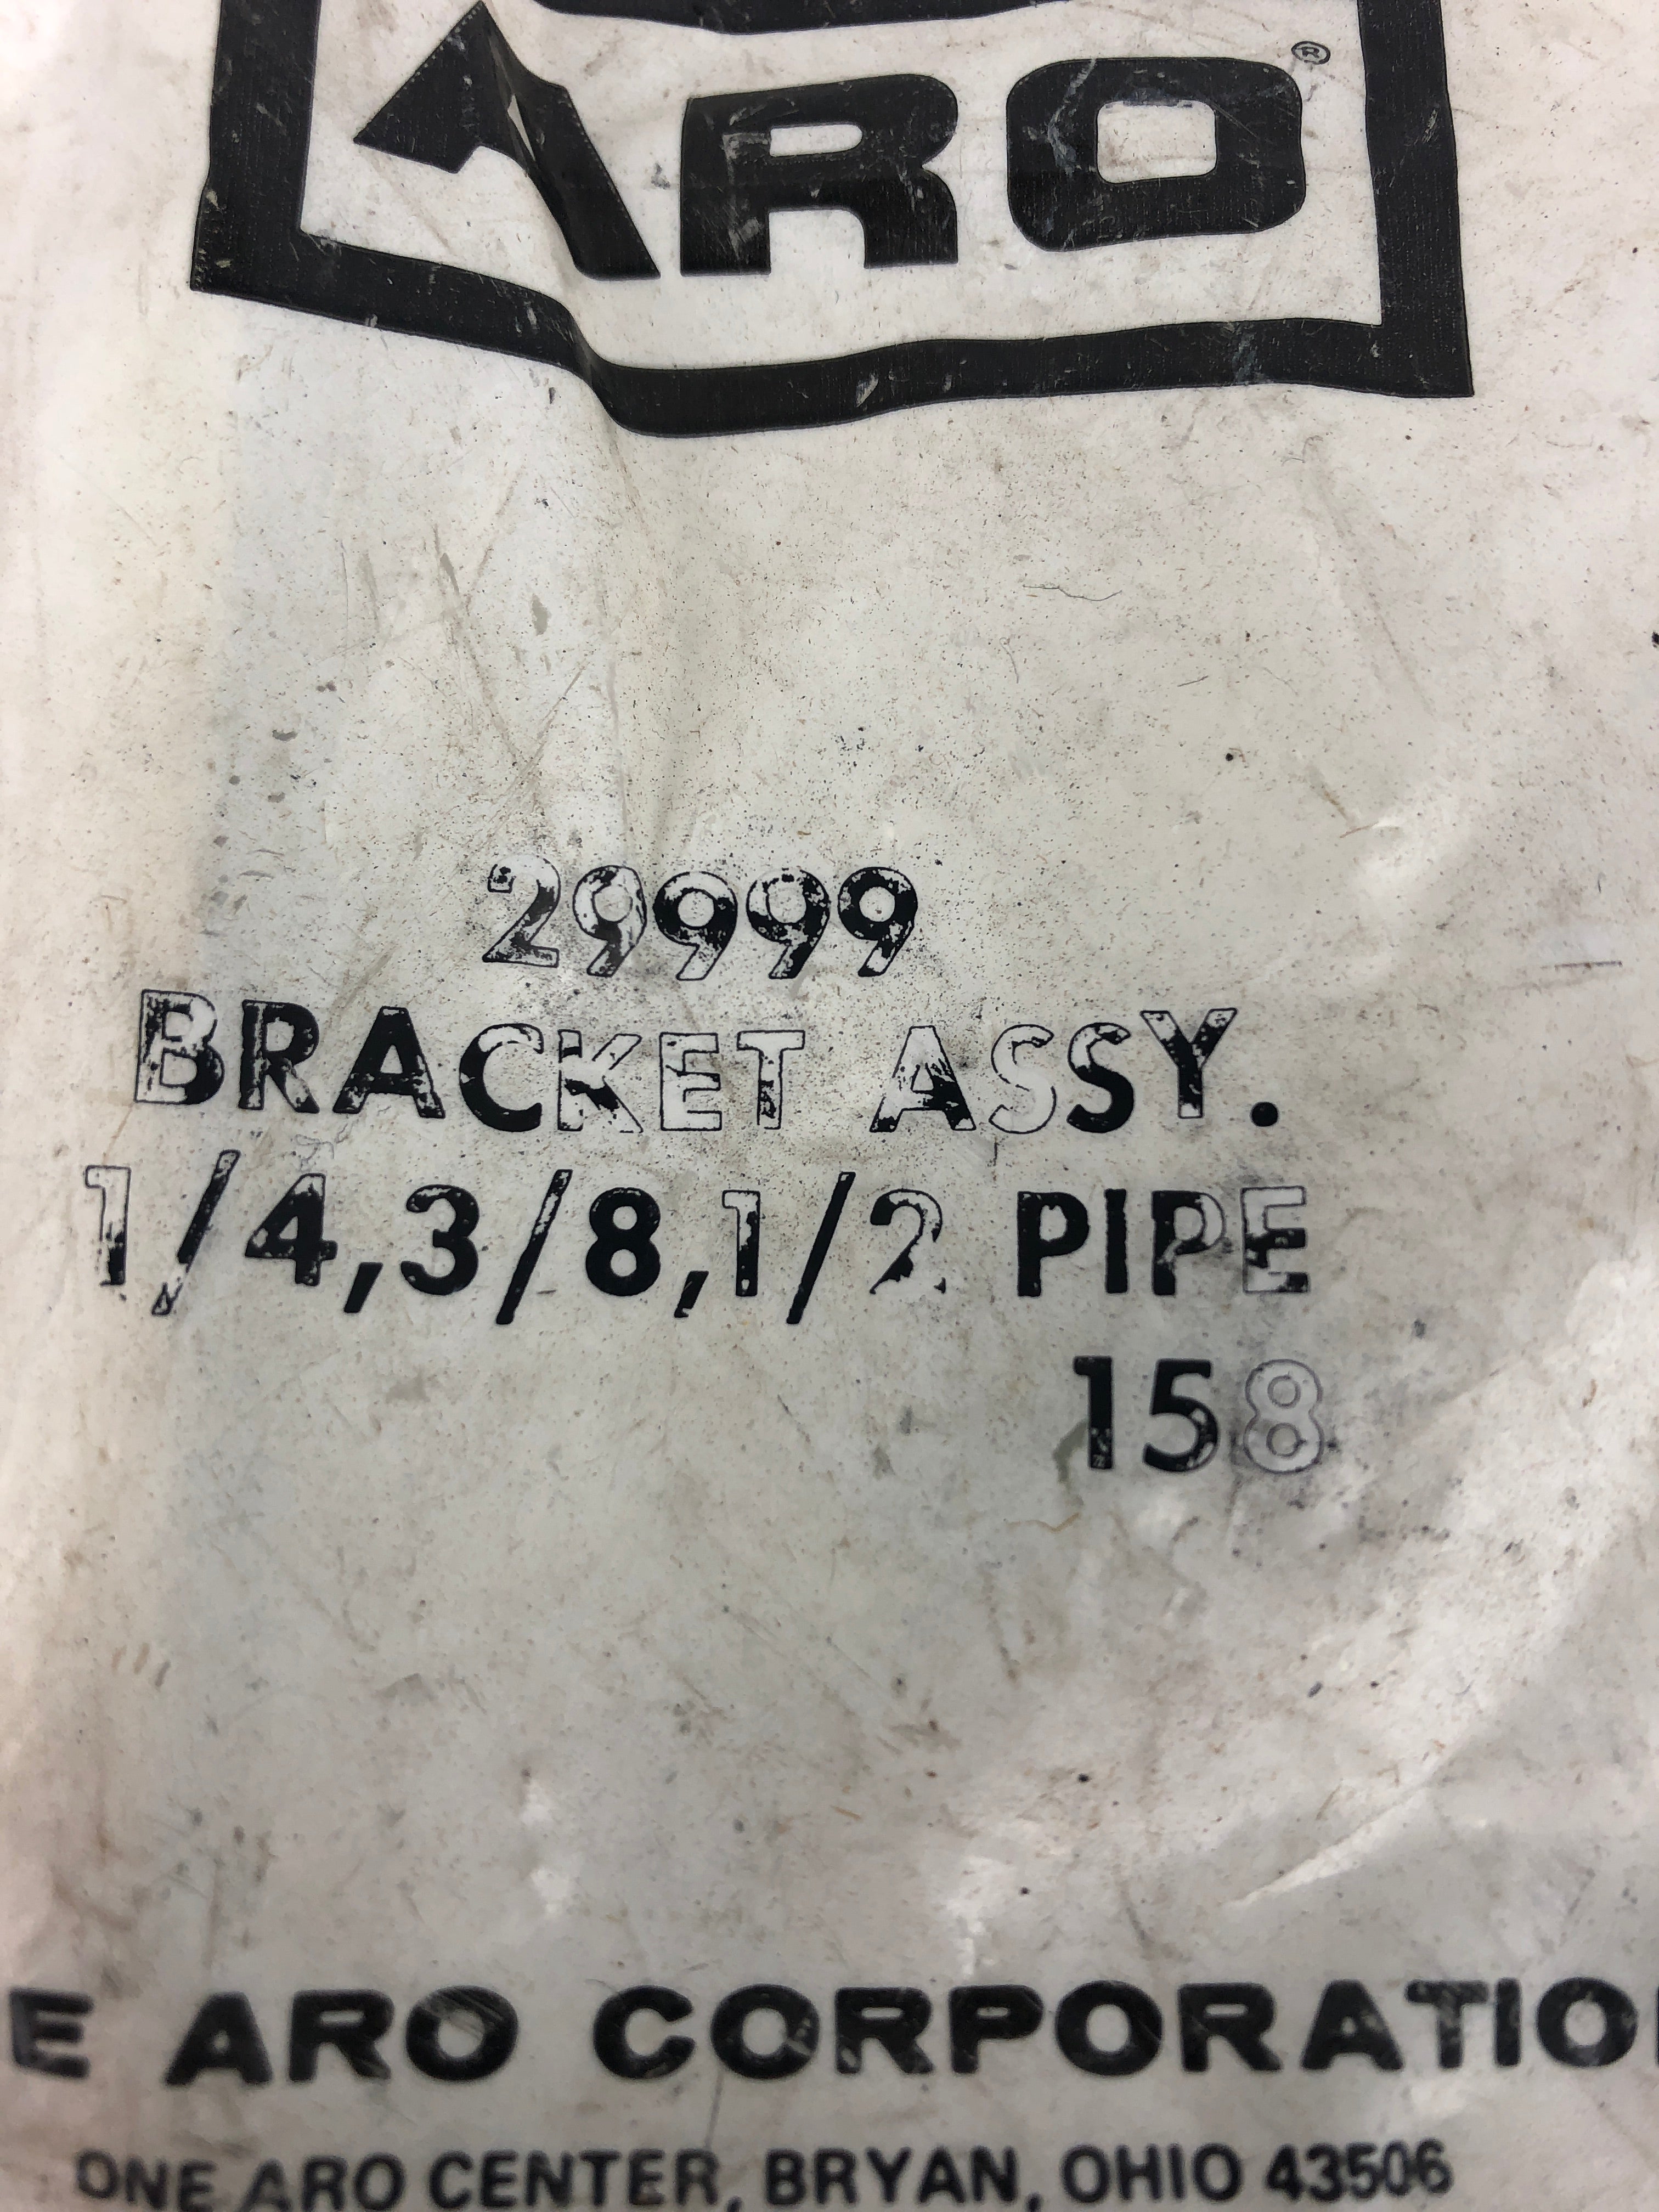 ARO®
29999
BRACKET ASSY.
1/4,3/8,1/2 PIPE
158
E ARO CORPORATIO
ONE ARO CENTER, BRYAN, OHIO 43506